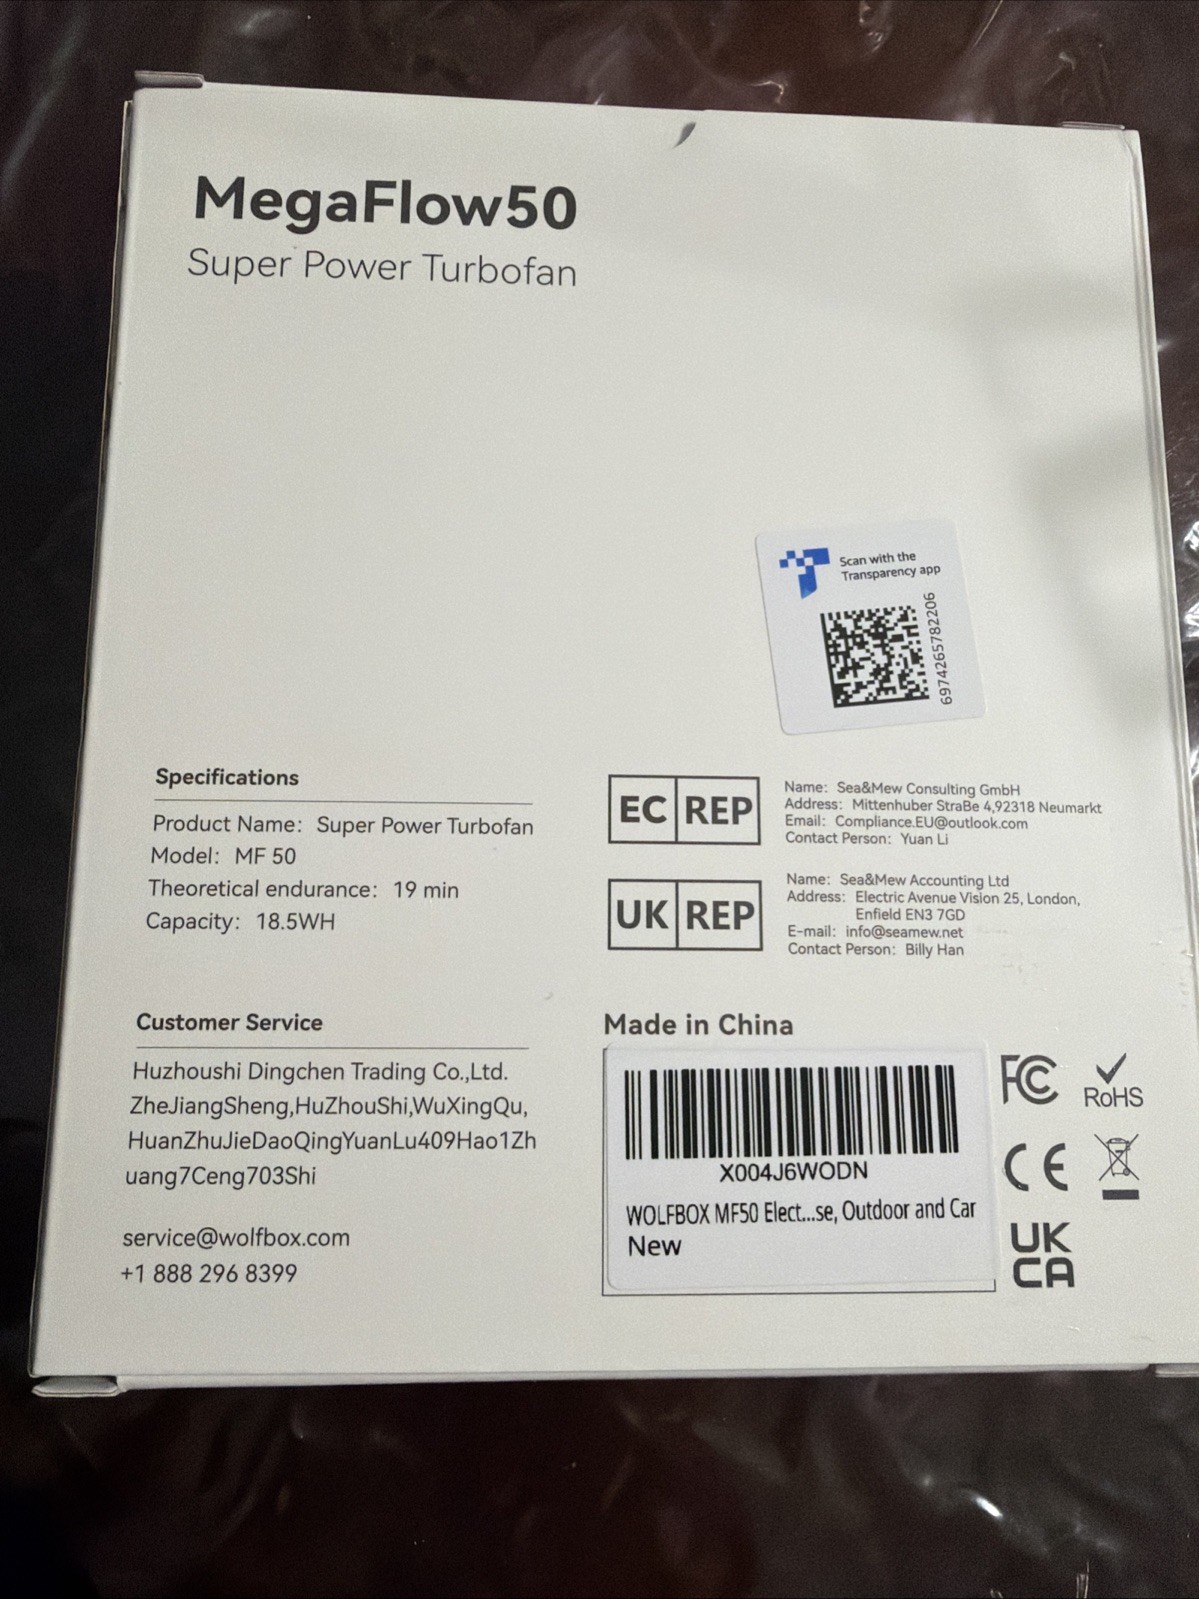 MegaFlow50
Super Power Turbofan
Scan with the
Transparency app
6974265782206
Specifications
Product Name: Super Power Turbofan
Model: MF 50
Theoretical endurance: 19 min
Capacity: 18.5WH
EC REP
Name: Sea&Mew Consulting GmbH
Address: Mittenhuber StraBe 4,92318 Neumarkt
Email: Compliance.EU@outlook.com
Contact Person: Yuan Li
UK REP
Name: Sea&Mew Accounting Ltd
Address: Electric Avenue Vision 25, London,
Enfield EN3 7GD
E-mail: info@seamew.net
Contact Person: Billy Han
Customer Service
Huzhoushi Dingchen Trading Co.,Ltd.
ZheJiangSheng,HuZhouShi,WuXingQu,
HuanZhuJieDaoQingYuanLu409Hao1Zh
uang7Ceng703Shi
service@wolfbox.com
+1 888 296 8399
Made in China
X004J6WODN
WOLFBOX MF50 Elect...se, Outdoor and Car
New
FC
RoHS
CE
UK
CA